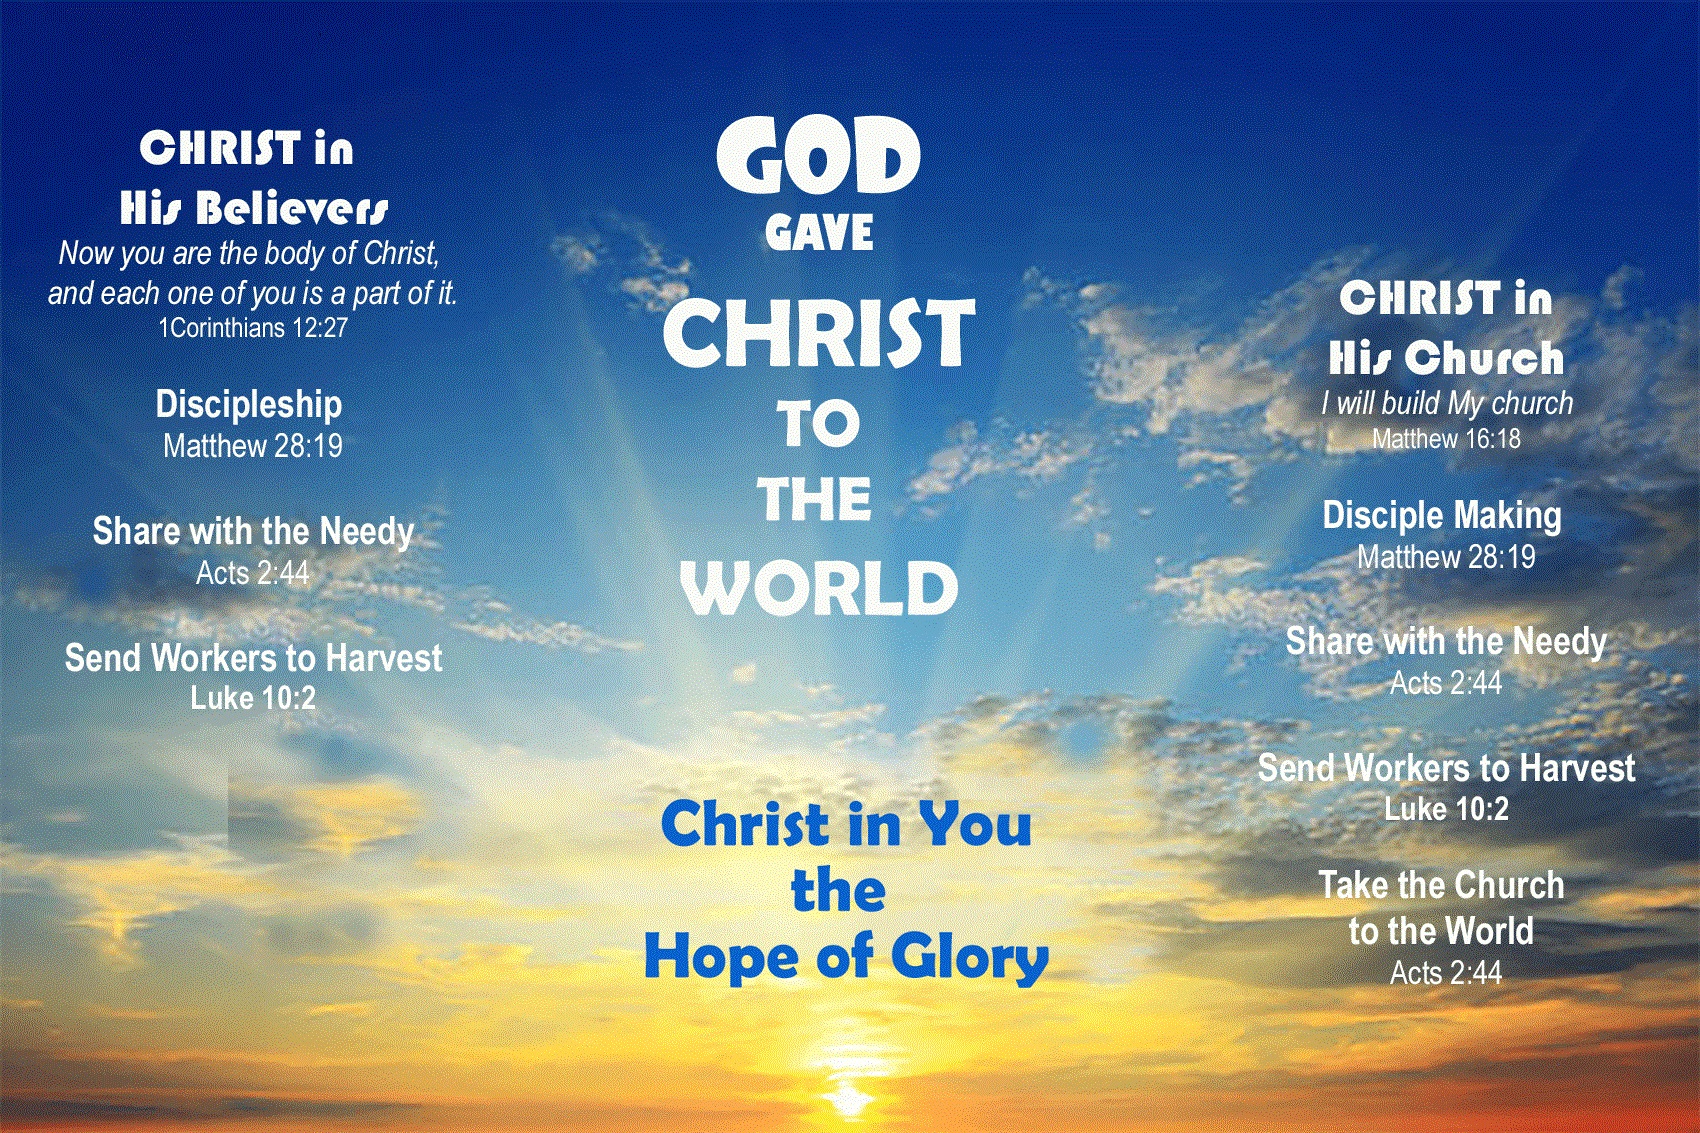 CHRIST in
His Believers
Now you are the body of Christ,
and each one of you is a part of it.
1Corinthians 12:27
Discipleship
Matthew 28:19
Share with the Needy
Acts 2:44
Send Workers to Harvest
Luke 10:2
GOD
GAVE
CHRIST
TO
THE
WORLD
Christ in You
the
Hope of Glory
CHRIST in
His Church
I will build My church
Matthew 16:18
Disciple Making
Matthew 28:19
Share with the Needy
Acts 2:44
Send Workers to Harvest
Luke 10:2
Take the Church
to the World
Acts 2:44